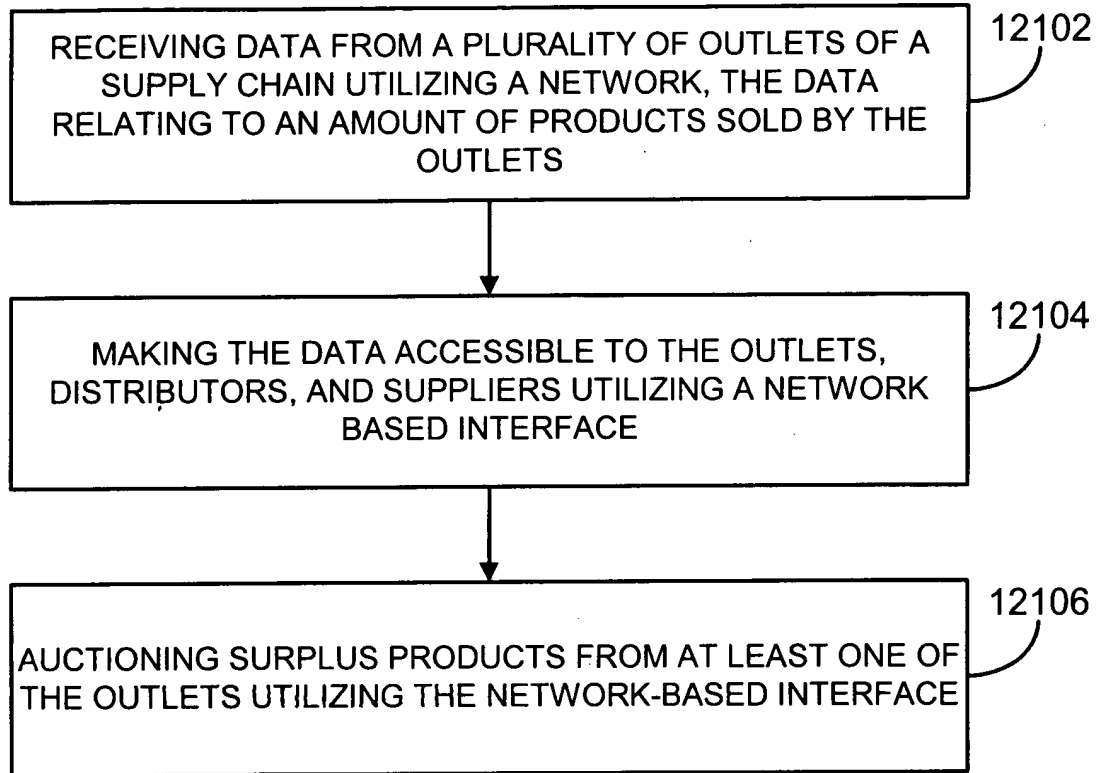 RECEIVING DATA FROM A PLURALITY OF OUTLETS OF A
SUPPLY CHAIN UTILIZING A NETWORK, THE DATA
RELATING TO AN AMOUNT OF PRODUCTS SOLD BY THE
OUTLETS
12102
MAKING THE DATA ACCESSIBLE TO THE OUTLETS,
DISTRIBUTORS, AND SUPPLIERS UTILIZING A NETWORK
BASED INTERFACE
12104
AUCTIONING SURPLUS PRODUCTS FROM AT LEAST ONE OF
THE OUTLETS UTILIZING THE NETWORK-BASED INTERFACE
12106